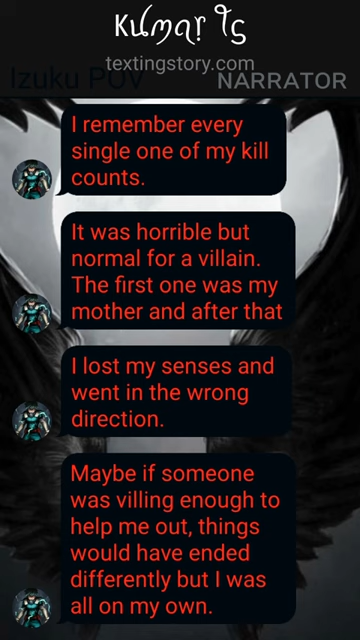 Kumar Ts
textingstory.com
Izuku POV NARRATOR
I remember every
single one of my kill
counts.
It was horrible but
normal for a villain.
The first one was my
mother and after that
I lost my senses and
went in the wrong
direction.
Maybe if someone
was villing enough to
help me out, things
would have ended
differently but I was
all on my own.